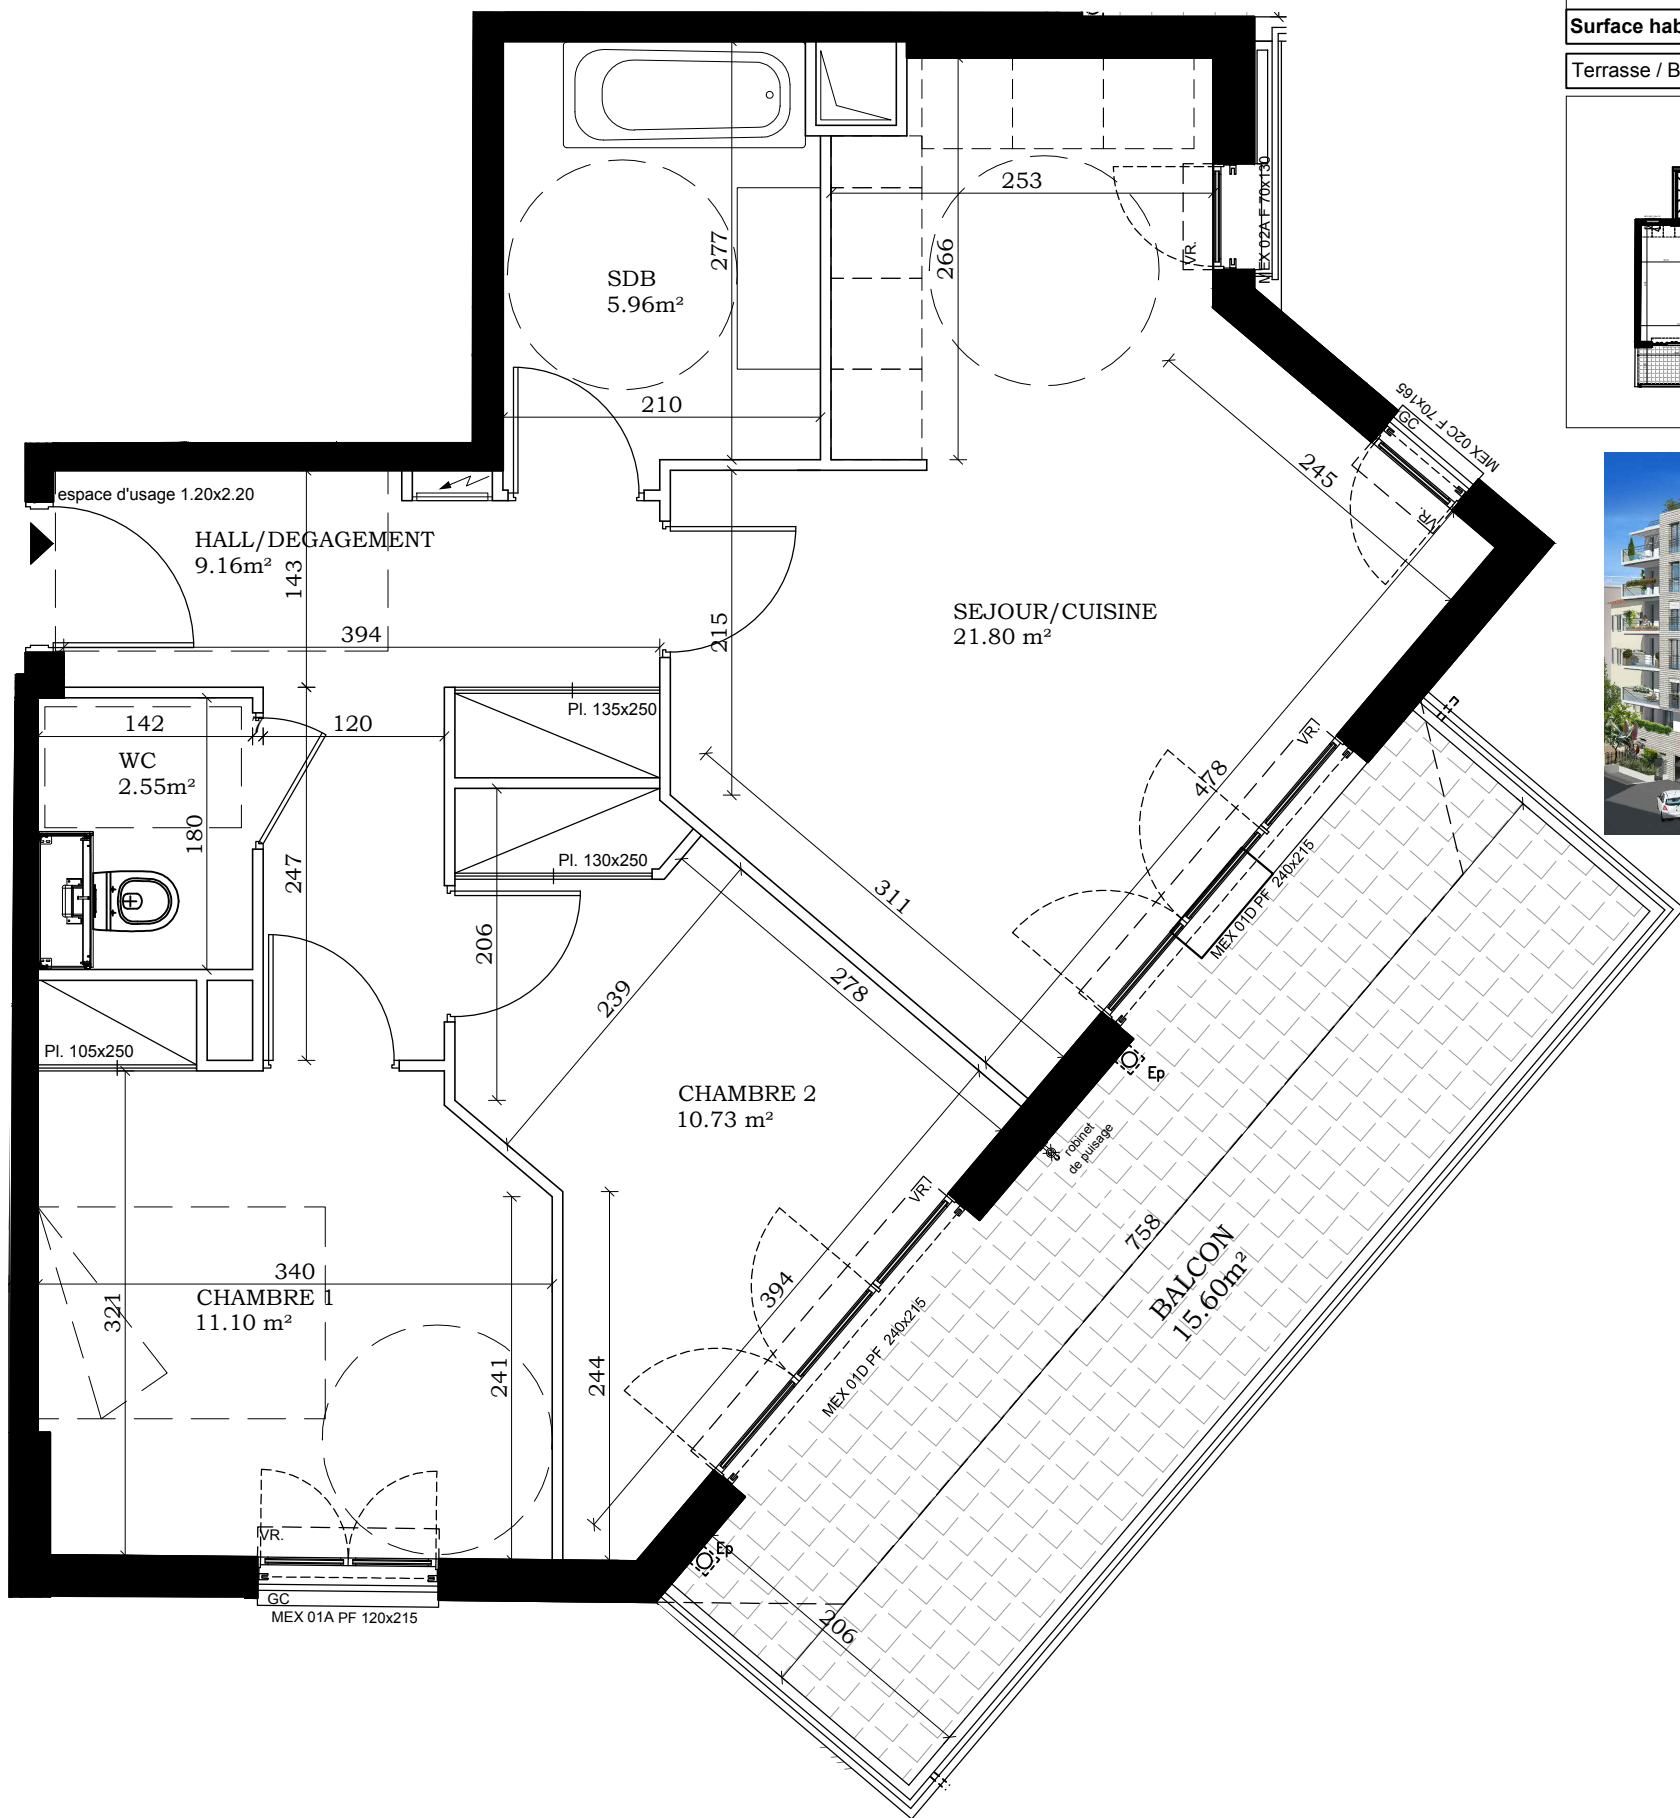 Surface hab
Terrasse / B
253
MEX 02A F 70x130
VR.
277
266
SDB
5.96m²
210
MEX 02C F 70x165
GC
245
VR.
espace d'usage 1.20x2.20
HALL/DEGAGEMENT
9.16m²
143
394
215
SEJOUR/CUISINE
21.80 m²
Pl. 135x250
142
120
WC
2.55m²
180
247
VR.
478
Pl. 130x250
MEX 01D PF 240x215
311
206
239
278
Pl. 105x250
Ep
CHAMBRE 2
10.73 m²
robinet
de puisage
VR.
758
BALCON
15.60m²
340
CHAMBRE 1
11.10 m²
321
394
MEX 01D PF 240x215
241
244
VR.
Ep
GC
MEX 01A PF 120x215
206